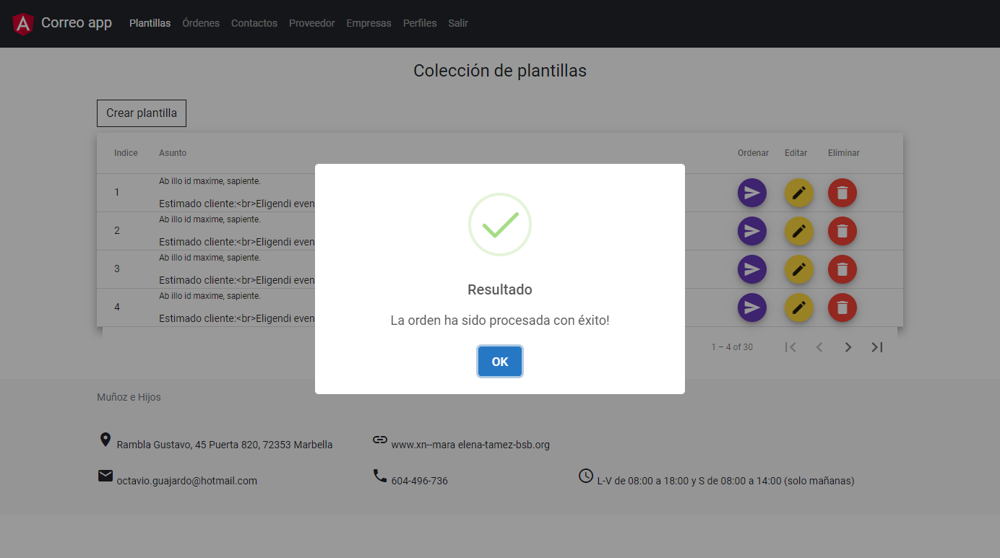 Correo app Plantillas Órdenes Contactos Proveedor Empresas Perfiles Salir
Colección de plantillas
Crear plantilla
Indice Asunto Ordenar Editar Eliminar
Ab illo id maxime, sapiente.
1
Estimado cliente:<br>Eligendi even
Ab illo id maxime, sapiente.
2
Estimado cliente:<br>Eligendi even
Ab illo id maxime, sapiente.
3
Estimado cliente:<br>Eligendi even
Ab illo id maxime, sapiente.
4
Estimado cliente:<br>Eligendi even
1 – 4 of 30
Resultado
La orden ha sido procesada con éxito!
OK
Muñoz e Hijos
Rambla Gustavo, 45 Puerta 820, 72353 Marbella
www.xn--mara elena-tamez-bsb.org
octavio.guajardo@hotmail.com
604-496-736
L-V de 08:00 a 18:00 y S de 08:00 a 14:00 (solo mañanas)